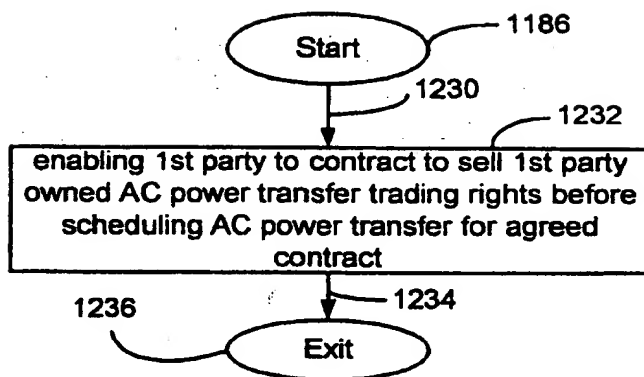 Start
1186
1230
1232
enabling 1st party to contract to sell 1st party
owned AC power transfer trading rights before
scheduling AC power transfer for agreed
contract
1234
1236
Exit